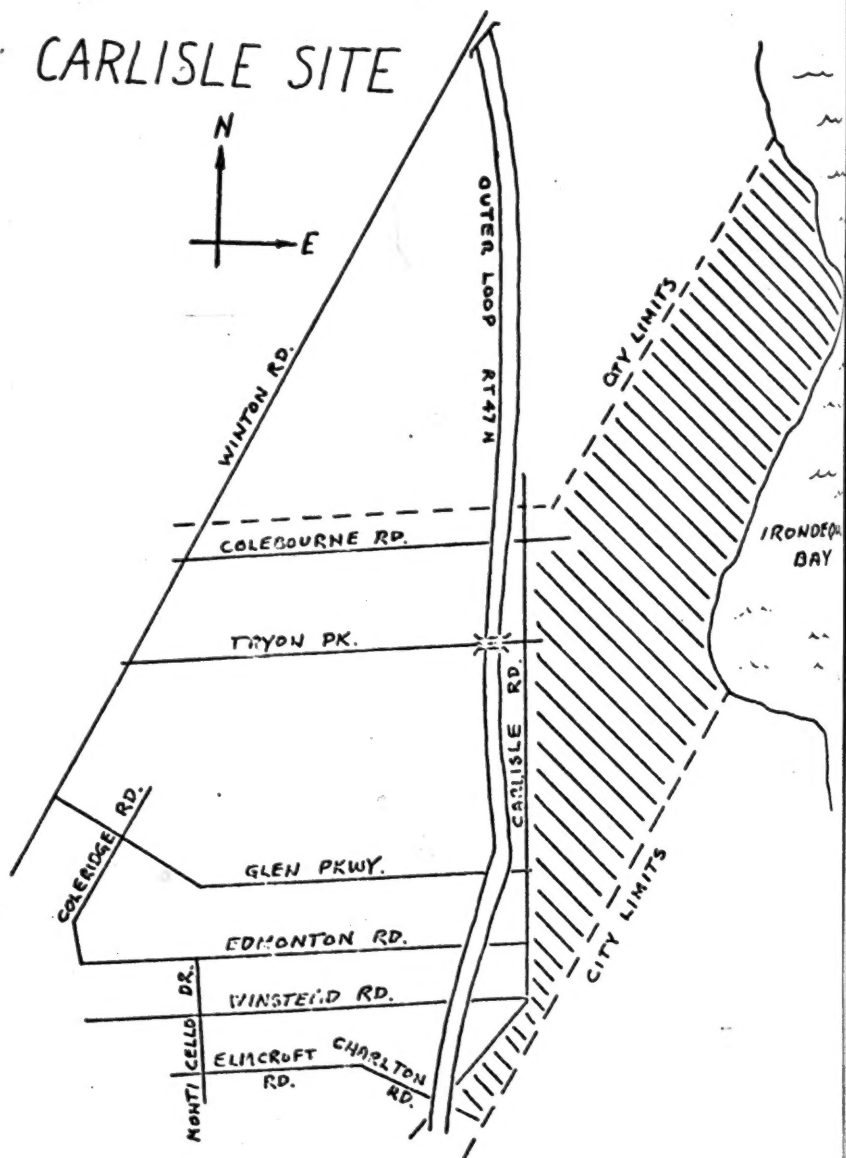 CARLISLE SITE
N
E
OUTER LOOP RT 47 N
CITY LIMITS
WINTON RD.
COLEBOURNE RD.
IRONDEQU
BAY
TRYON PK.
CARLISLE RD.
COLERIDGE RD.
GLEN PKWY.
CITY LIMITS
EDMONTON RD.
WINSTEAD RD.
MONTICELLO DR.
ELMCROFT
RD.
CHARLTON
RD.